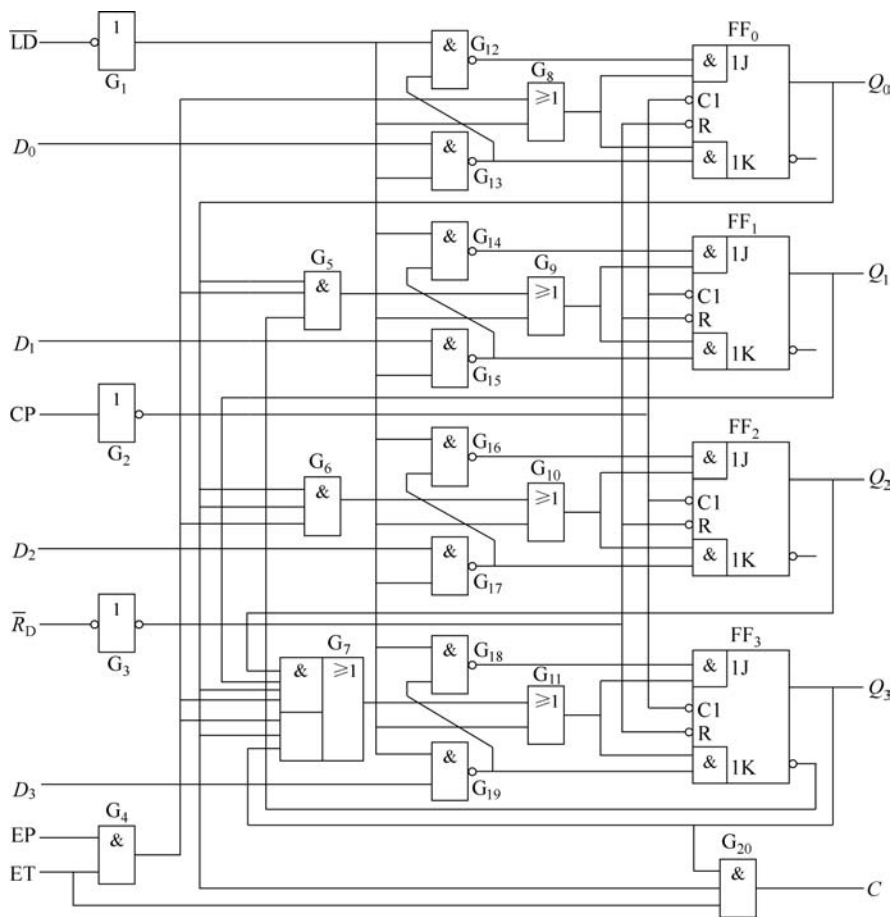 L̅D̅ 1 G₁ & G₁₂ G₈ ≥1 FF₀ & 1J C1 R & 1K Q₀
D₀ & G₁₃
G₅ & & G₁₄ G₉ ≥1 FF₁ & 1J C1 R & 1K Q₁
D₁ & G₁₅
CP 1 G₂
G₆ & & G₁₆ G₁₀ ≥1 FF₂ & 1J C1 R & 1K Q₂
D₂ & G₁₇
R̅_D 1 G₃
G₇ & ≥1 & G₁₈ G₁₁ ≥1 FF₃ & 1J C1 R & 1K Q₃
D₃ & G₁₉
EP G₄ &
ET
G₂₀ & C